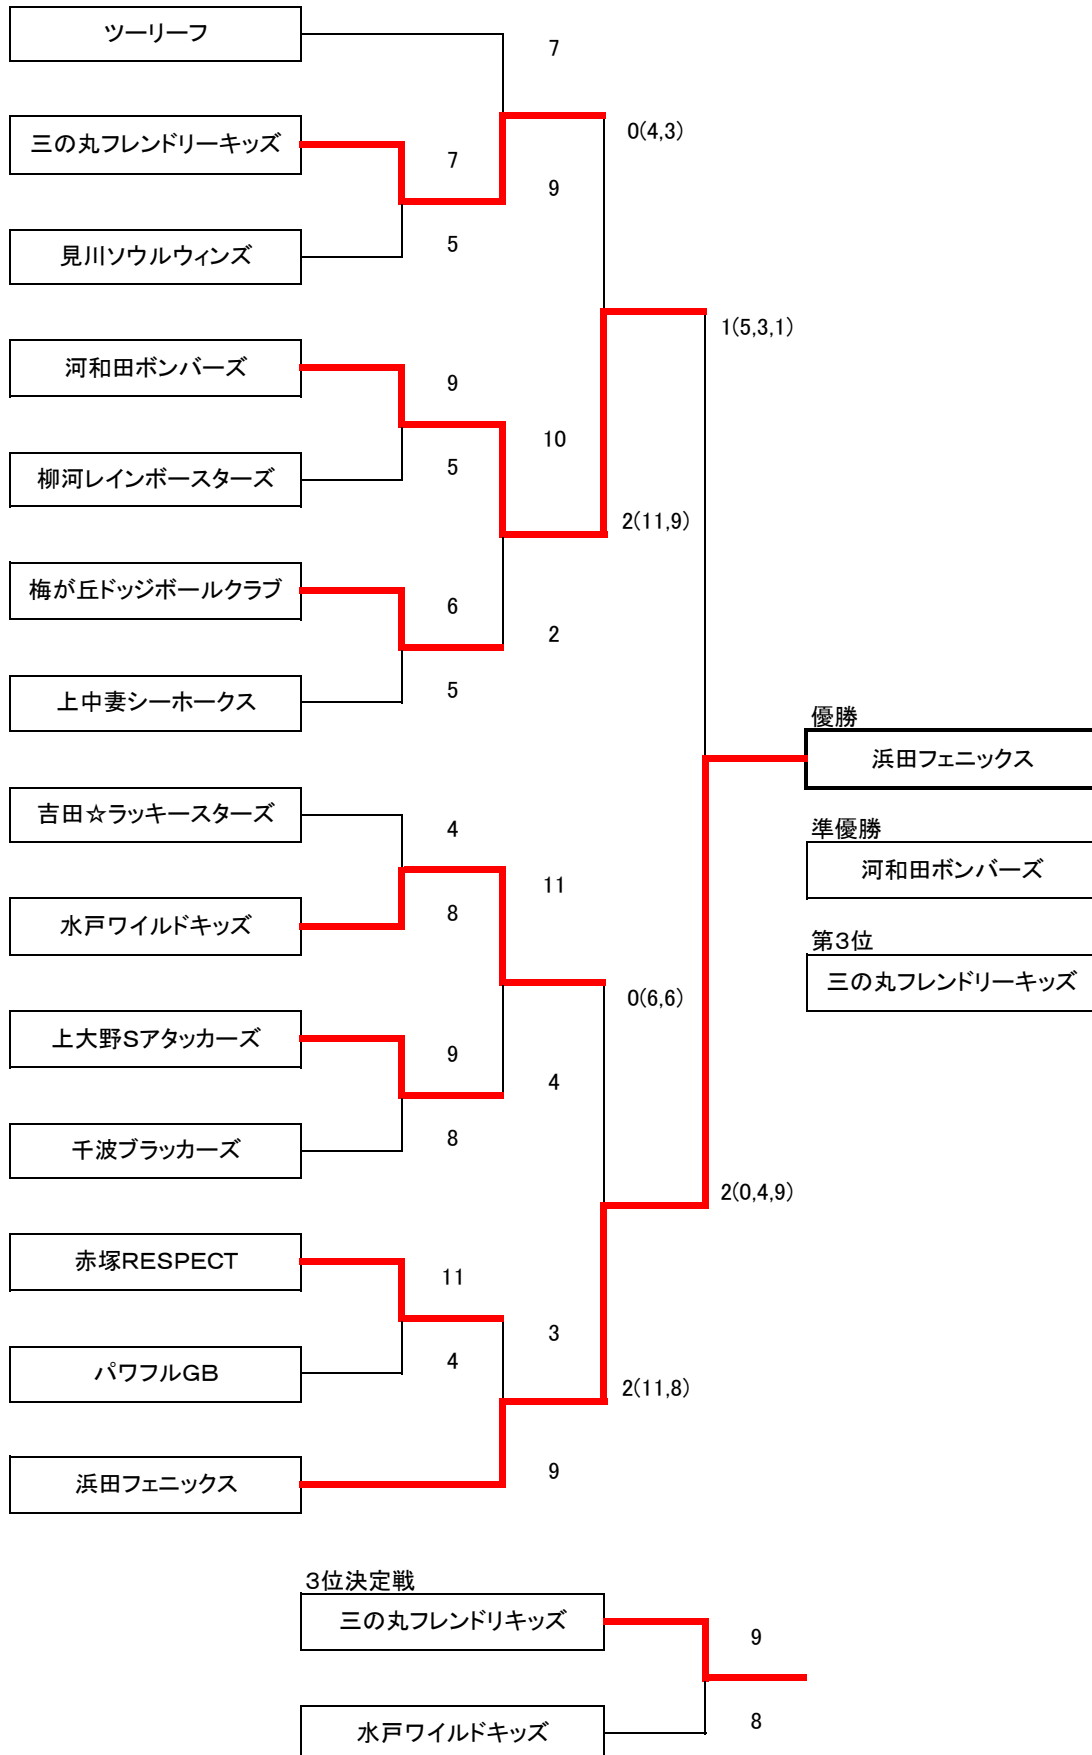 ツーリーフ
7
三の丸フレンドリーキッズ
0(4,3)
7
9
見川ソウルウィンズ
5
1(5,3,1)
河和田ボンバーズ
9
10
柳河レインボースターズ
5
2(11,9)
梅が丘ドッジボールクラブ
6
2
上中妻シーホークス
5
優勝
浜田フェニックス
吉田☆ラッキースターズ
4
準優勝
河和田ボンバーズ
11
水戸ワイルドキッズ
8
第3位
三の丸フレンドリーキッズ
0(6,6)
上大野Sアタッカーズ
9
4
千波ブラッカーズ
8
2(0,4,9)
赤塚RESPECT
11
3
パワフルGB
4
2(11,8)
浜田フェニックス
9
3位決定戦
三の丸フレンドリキッズ
9
水戸ワイルドキッズ
8